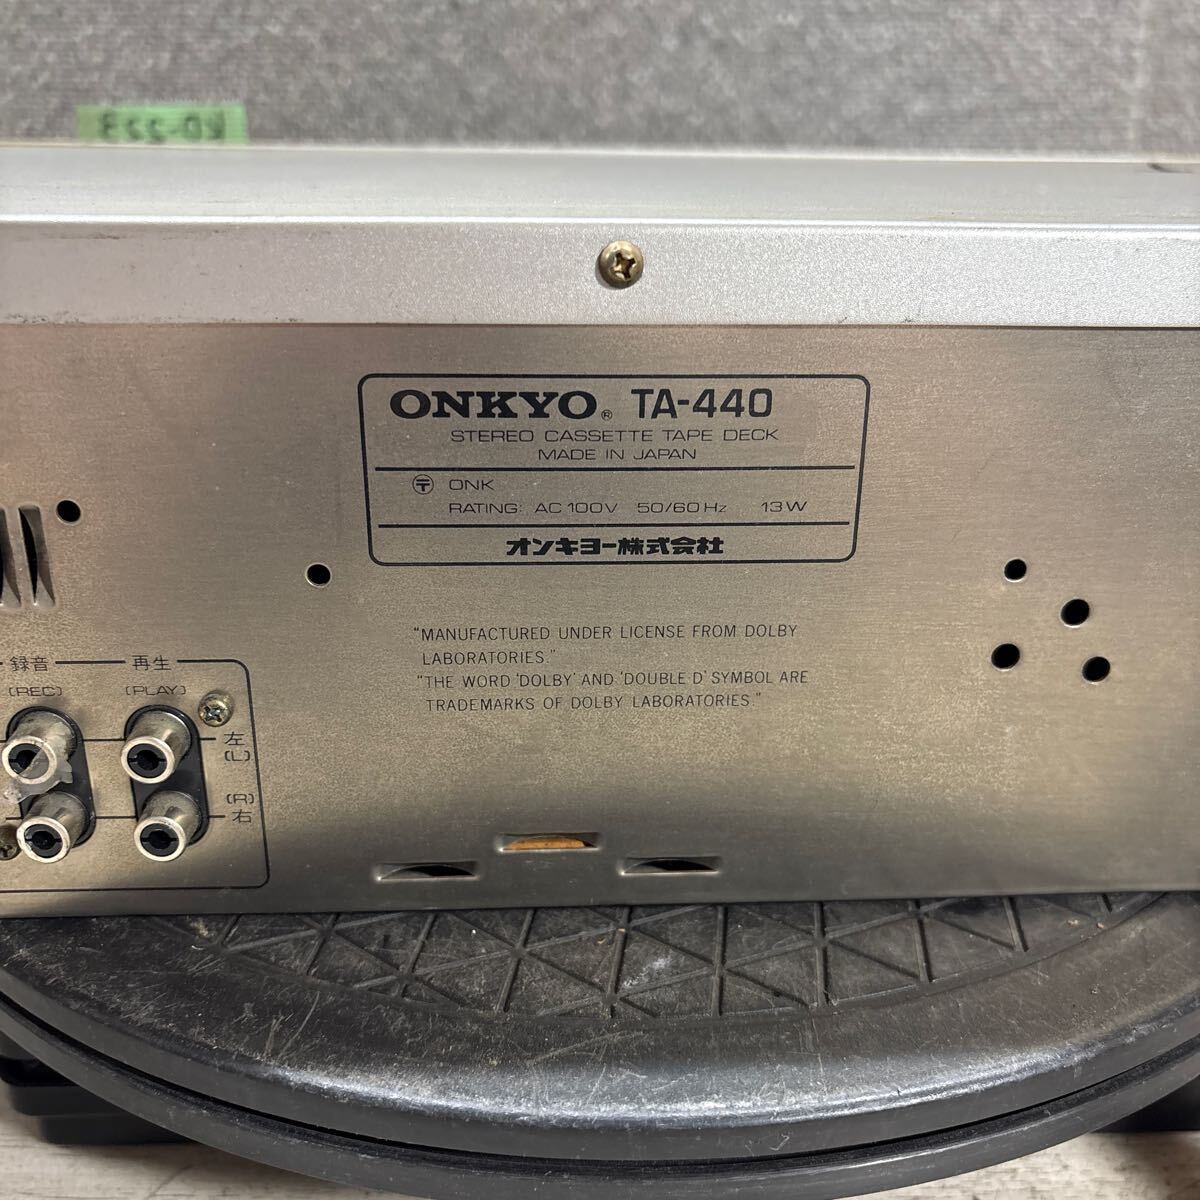 ONKYO® TA-440
STEREO CASSETTE TAPE DECK
MADE IN JAPAN
〶 ONK
RATING: AC 100V 50/60 Hz 13W
オンキヨー株式会社
"MANUFACTURED UNDER LICENSE FROM DOLBY
LABORATORIES."
"THE WORD 'DOLBY' AND 'DOUBLE D' SYMBOL ARE
TRADEMARKS OF DOLBY LABORATORIES."
録音 再生
(REC) (PLAY)
左
(L)
(R)
右